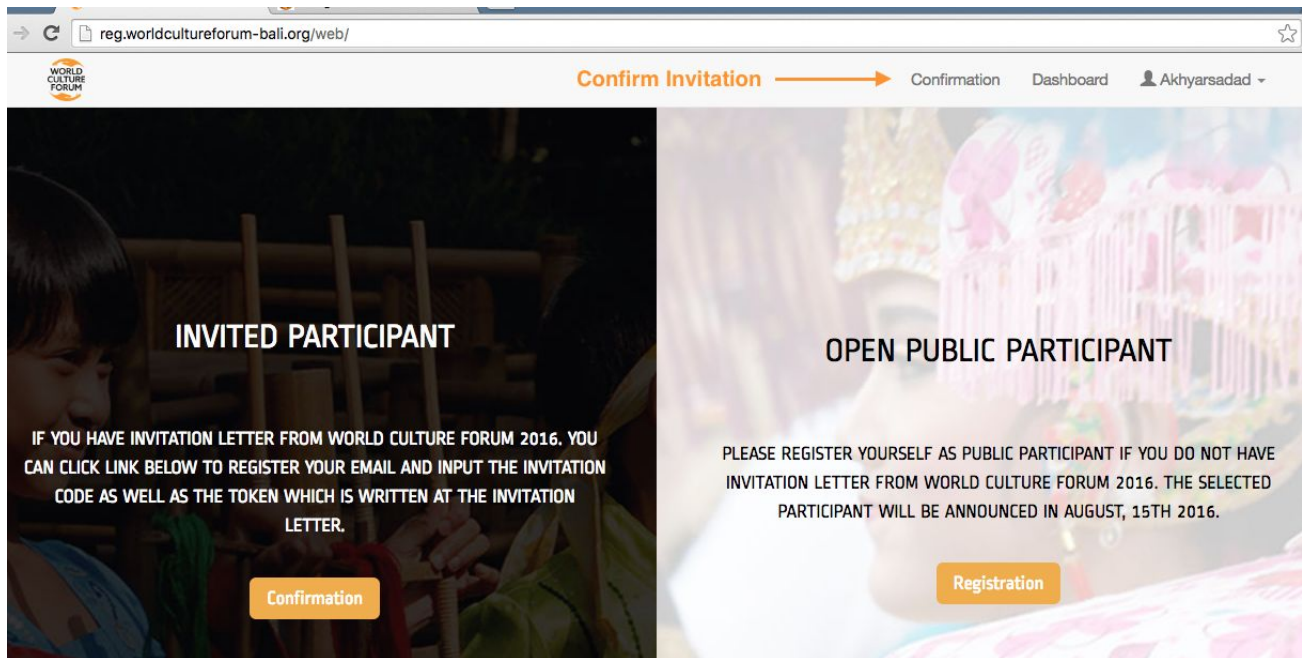 reg.worldcultureforum-bali.org/web/
WORLD
CULTURE
FORUM
Confirm Invitation
Confirmation
Dashboard
Akhyarsadad
INVITED PARTICIPANT
IF YOU HAVE INVITATION LETTER FROM WORLD CULTURE FORUM 2016. YOU
CAN CLICK LINK BELOW TO REGISTER YOUR EMAIL AND INPUT THE INVITATION
CODE AS WELL AS THE TOKEN WHICH IS WRITTEN AT THE INVITATION
LETTER.
Confirmation
OPEN PUBLIC PARTICIPANT
PLEASE REGISTER YOURSELF AS PUBLIC PARTICIPANT IF YOU DO NOT HAVE
INVITATION LETTER FROM WORLD CULTURE FORUM 2016. THE SELECTED
PARTICIPANT WILL BE ANNOUNCED IN AUGUST, 15TH 2016.
Registration